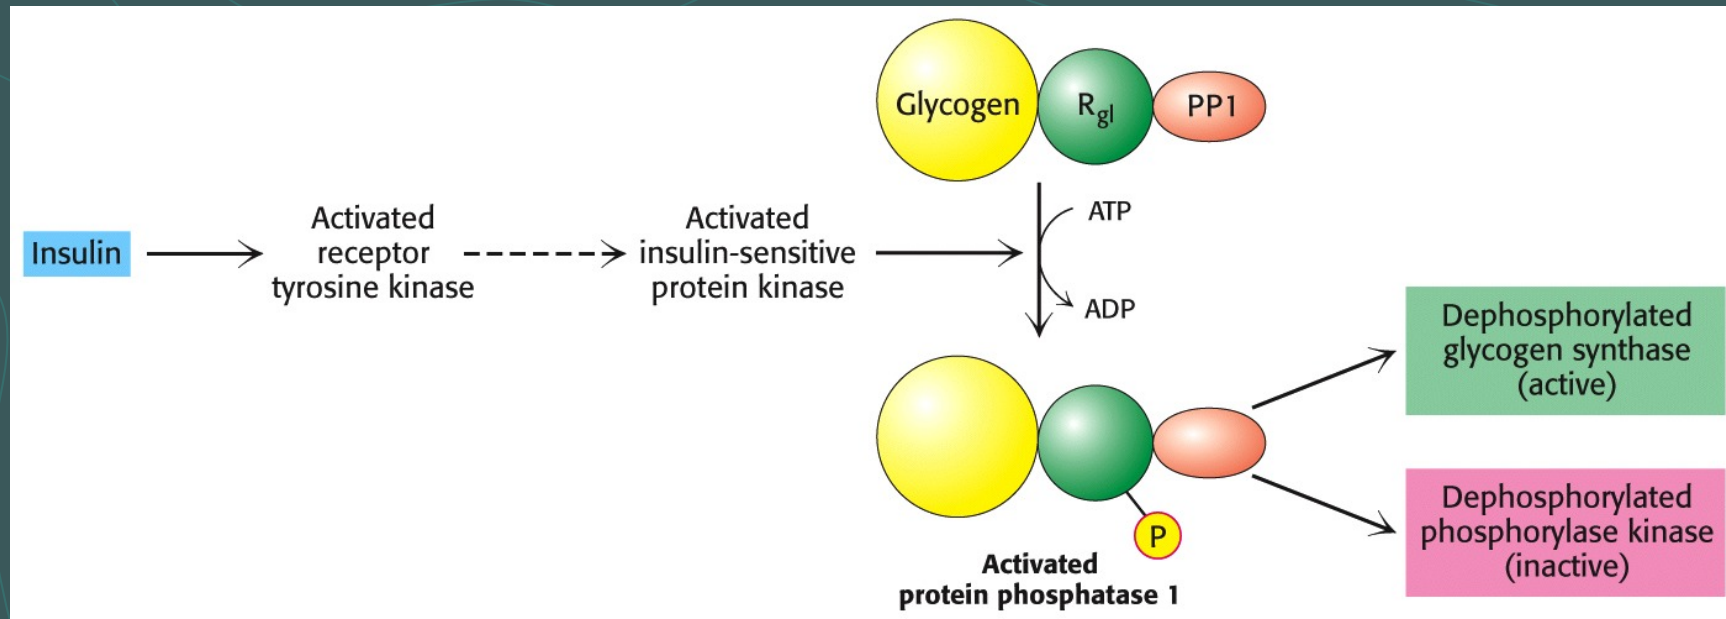 Glycogen
Rgl
PP1
Insulin
Activated
receptor
tyrosine kinase
Activated
insulin-sensitive
protein kinase
ATP
ADP
P
Activated
protein phosphatase 1
Dephosphorylated
glycogen synthase
(active)
Dephosphorylated
phosphorylase kinase
(inactive)